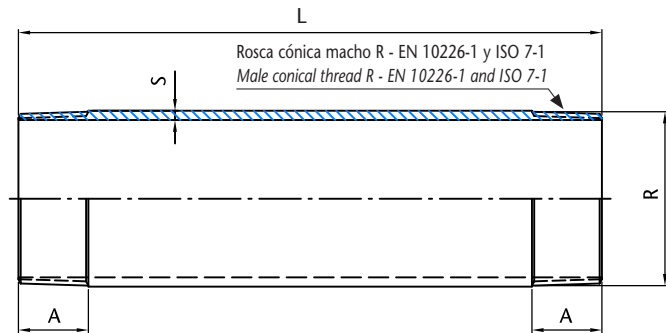 L
Rosca cónica macho R - EN 10226-1 y ISO 7-1
Male conical thread R - EN 10226-1 and ISO 7-1
S
R
A
A